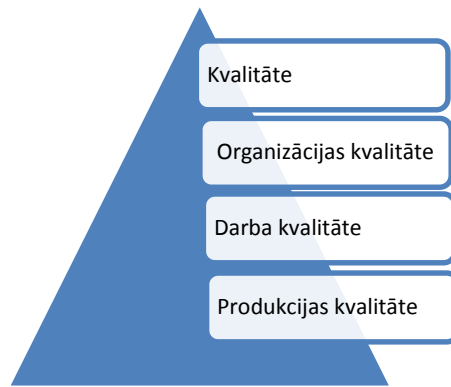 Kvalitāte
Organizācijas kvalitāte
Darba kvalitāte
Produkcijas kvalitāte